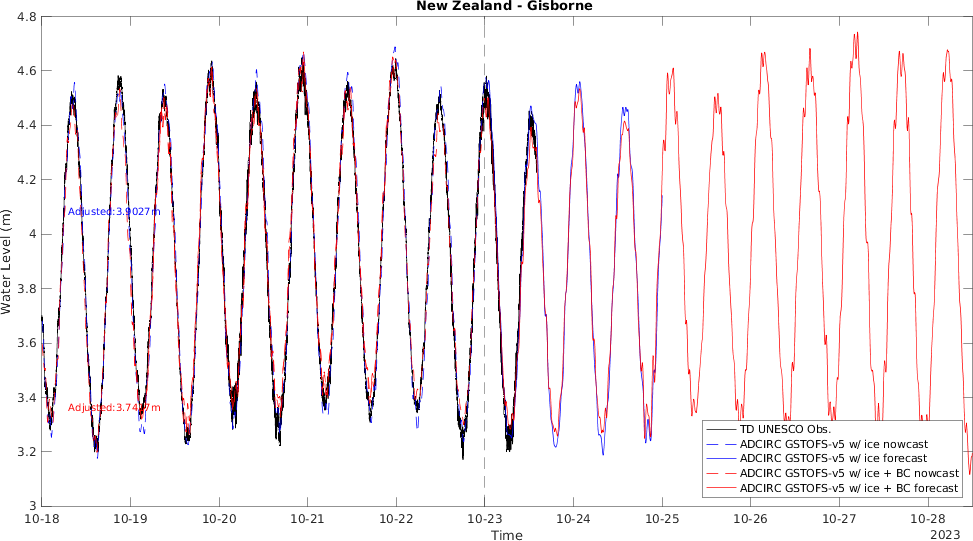 New Zealand - Gisborne
Water Level (m)
4.8
4.6
4.4
4.2
4
3.8
3.6
3.4
3.2
3
Adjusted:3.9027m
TD UNESCO Obs.
ADCIRC GSTOFS-v5 w/ ice nowcast
ADCIRC GSTOFS-v5 w/ ice forecast
ADCIRC GSTOFS-v5 w/ ice + BC nowcast
ADCIRC GSTOFS-v5 w/ ice + BC forecast
10-18
10-19
10-20
10-21
10-22
10-23
10-24
10-25
10-26
10-27
10-28
Time
2023